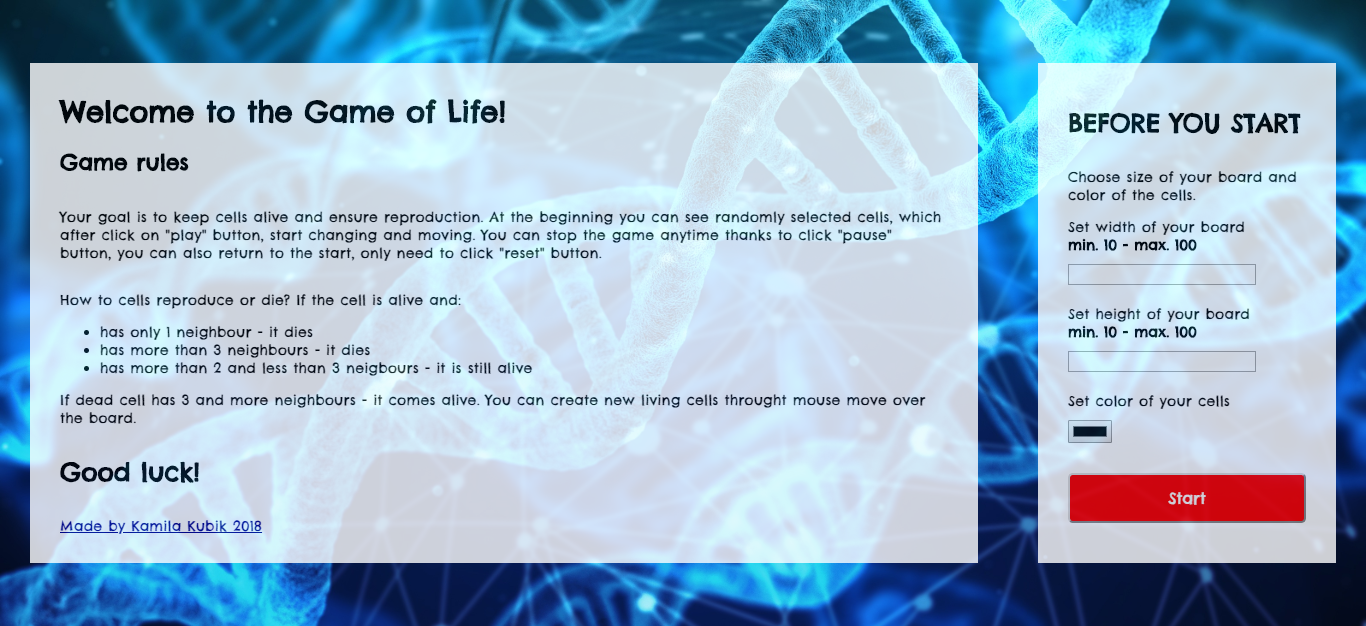 Welcome to the Game of Life!
Game rules
Your goal is to keep cells alive and ensure reproduction. At the beginning you can see randomly selected cells, which
after click on "play" button, start changing and moving. You can stop the game anytime thanks to click "pause"
button, you can also return to the start, only need to click "reset" button.
How to cells reproduce or die? If the cell is alive and:
• has only 1 neighbour - it dies
• has more than 3 neighbours - it dies
• has more than 2 and less than 3 neigbours - it is still alive
If dead cell has 3 and more neighbours - it comes alive. You can create new living cells throught mouse move over
the board.
Good luck!
Made by Kamila Kubik 2018
BEFORE YOU START
Choose size of your board and
color of the cells.
Set width of your board
min. 10 - max. 100
Set height of your board
min. 10 - max. 100
Set color of your cells
Start